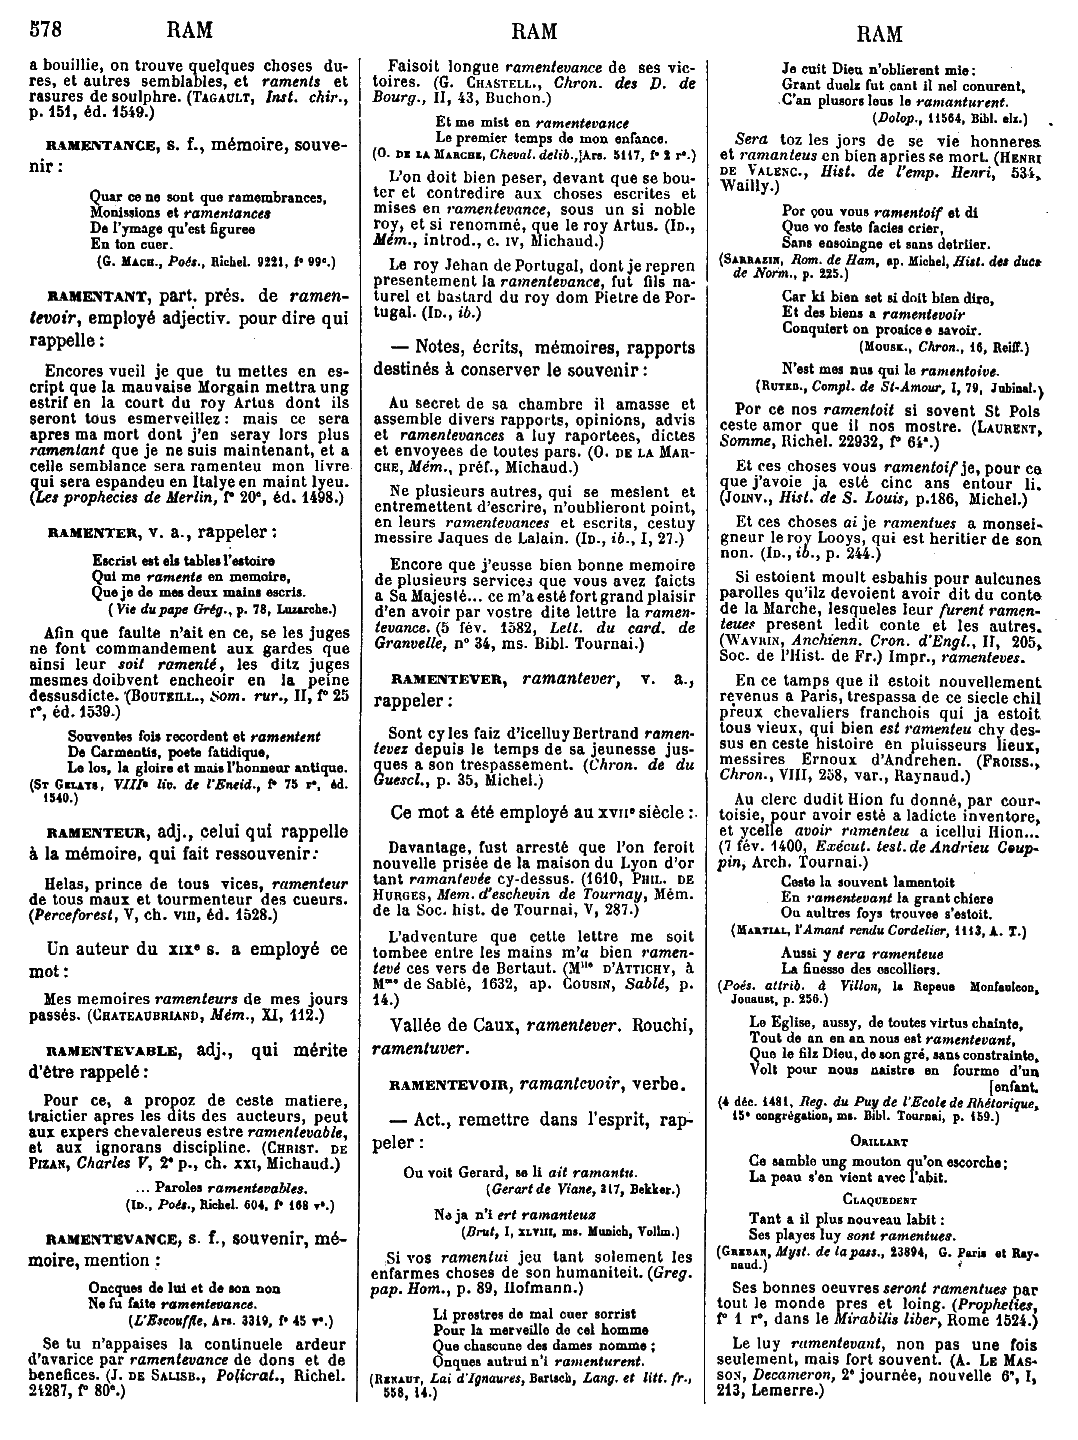 578 RAM RAM RAM
a bouillie, on trouve quelques choses du-
res, et autres semblables, et raments et
rasures de soulphre. (TAGAULT, Inst. chir.,
p. 151, éd. 1549.)
RAMENTANCE, s. f., mémoire, souve-
nir :
Quar ce ne sont que ramembrances,
Monissions et ramentances
De l'ymage qu'est figuree
En ton cuer.
(G. MACH., Poés., Richel. 9221, f° 99ᵉ.)
RAMENTANT, part. prés. de ramen-
tevoir, employé adjectiv. pour dire qui
rappelle :
Encores vueil je que tu mettes en es-
cript que la mauvaise Morgain mettra ung
estrif en la court du roy Artus dont ils
seront tous esmerveillez : mais ce sera
apres ma mort dont j'en seray lors plus
ramentant que je ne suis maintenant, et a
celle semblance sera ramenteu mon livre
qui sera espandeu en Italye en maint lyeu.
(Les prophecies de Merlin, f° 20ᵉ, éd. 1498.)
RAMENTER, v. a., rappeler :
Escrist est els tables l'estoire
Qui me ramente en memoire,
Que je de mes deux mains escris.
(Vie du pape Grég., p. 78, Luzarche.)
Afin que faulte n'ait en ce, se les juges
ne font commandement aux gardes que
ainsi leur soit ramenté, les ditz juges
mesmes doibvent encheoir en la peine
dessusdicte. (BOUTEILL., Som. rur., II, f° 25
r°, éd. 1539.)
Souventes fois recordent et ramentent
De Carmentis, poete fatidique,
Le los, la gloire et mais l'honneur antique.
(ST GELAYS, VIIIᵉ liv. de l'Eneid., f° 75 r°, éd.
1540.)
RAMENTEUR, adj., celui qui rappelle
à la mémoire, qui fait ressouvenir :
Helas, prince de tous vices, ramenteur
de tous maux et tourmenteur des cueurs.
(Perceforest, V, ch. VIII, éd. 1528.)
Un auteur du XIXᵉ s. a employé ce
mot :
Mes memoires ramenteurs de mes jours
passés. (CHATEAUBRIAND, Mém., XI, 112.)
RAMENTEVABLE, adj., qui mérite
d'être rappelé :
Pour ce, a propoz de ceste matiere,
traictier apres les dits des aucteurs, peut
aux expers chevalereus estre ramentevable,
et aux ignorans discipline. (CHRIST. DE
PIZAN, Charles V, 2ᵉ p., ch. XXI, Michaud.)
... Paroles ramentevables.
(ID., Poés., Richel. 604, f° 168 v°.)
RAMENTEVANCE, s. f., souvenir, mé-
moire, mention :
Oncques de lui et de son non
Ne fu faite ramentevance.
(L'Escouffle, Ars. 3319, f° 45 v°.)
Se tu n'appaises la continuele ardeur
d'avarice par ramentevance de dons et de
benefices. (J. DE SALISB., Policrat., Richel.
24287, f° 80ᵉ.)
Faisoit longue ramentevance de ses vic-
toires. (G. CHASTELL., Chron. des D. de
Bourg., II, 43, Buchon.)
Et me mist en ramentevance
Le premier temps de mon enfance.
(O. DE LA MARCHE, Cheval. delib., Ars. 5117, f° 2 r°.)
L'on doit bien peser, devant que se bou-
ter et contredire aux choses escrites et
mises en ramentevance, sous un si noble
roy, et si renommé, que le roy Artus. (ID.,
Mém., introd., c. IV, Michaud.)
Le roy Jehan de Portugal, dont je repren
presentement la ramentevance, fut fils na-
turel et bastard du roy dom Pietre de Por-
tugal. (ID., ib.)
— Notes, écrits, mémoires, rapports
destinés à conserver le souvenir :
Au secret de sa chambre il amasse et
assemble divers rapports, opinions, advis
et ramentevances a luy raportees, dictes
et envoyees de toutes pars. (O. DE LA MAR-
CHE, Mém., préf., Michaud.)
Ne plusieurs autres, qui se meslent et
entremettent d'escrire, n'oublieront point,
en leurs ramentevances et escrits, cestuy
messire Jaques de Lalain. (ID., ib., I, 27.)
Encore que j'eusse bien bonne memoire
de plusieurs services que vous avez faicts
a Sa Majesté... ce m'a esté fort grand plaisir
d'en avoir par vostre dite lettre la ramen-
tevance. (5 fév. 1582, Lett. du card. de
Granvelle, n° 34, ms. Bibl. Tournai.)
RAMENTEVER, ramantever, v. a.,
rappeler :
Sont cy les faiz d'icelluy Bertrand ramen-
tevez depuis le temps de sa jeunesse jus-
ques a son trespassement. (Chron. de du
Guescl., p. 35, Michel.)
Ce mot a été employé au XVIIᵉ siècle :
Davantage, fust arresté que l'on feroit
nouvelle prisée de la maison du Lyon d'or
tant ramantevée cy-dessus. (1610, PHIL. DE
HURGES, Mem. d'eschevin de Tournay, Mém.
de la Soc. hist. de Tournai, V, 287.)
L'adventure que cette lettre me soit
tombee entre les mains m'a bien ramen-
tevé ces vers de Bertaut. (Mˡˡᵉ D'ATTICHY, à
Mᵐᵉ de Sablé, 1632, ap. COUSIN, Sablé, p.
14.)
Vallée de Caux, ramentever. Rouchi,
ramentuver.
RAMENTEVOIR, ramantevoir, verbe.
— Act., remettre dans l'esprit, rap-
peler :
Ou voit Gerard, se li ait ramantu.
(Gerart de Viane, 317, Bekker.)
Ne ja n'i ert ramanteuz
(Brut, I, XLVIII, ms. Munich, Vollm.)
Si vos ramentui jeu tant solement les
enfarmes choses de son humaniteit. (Greg.
pap. Hom., p. 89, Hofmann.)
Li prestres de mal cuer sorrist
Pour la merveille de cel homme
Que chascune des dames nomme ;
Onques autrui n'i ramenturent.
(RENAUT, Lai d'Ignaures, Bartsch, Lang. et litt. fr.,
558, 14.)
Je cuit Dieu n'oblierent mie :
Grant duelz fut cant il nel conurent,
C'an plusors leus le ramanturent.
(Dolop., 11564, Bibl. elz.)
Sera toz les jors de se vie honneres
et ramanteus en bien apries se mort. (HENRI
DE VALENC., Hist. de l'emp. Henri, 534,
Wailly.)
Por çou vous ramentoif et di
Que vo feste facies crier,
Sans ensoingne et sans detriier.
(SARRAZIN, Rom. de Ham, ap. Michel, Hist. des ducs
de Norm., p. 225.)
Car ki bien set si doit bien dire,
Et des biens a ramentevoir
Conquiert on proaice e savoir.
(MOUSK., Chron., 16, Reiff.)
N'est mes nus qui le ramentoive.
(RUTEB., Compl. de St-Amour, I, 79, Jubinal.)
Por ce nos ramentoit si sovent St Pols
ceste amor que il nos mostre. (LAURENT,
Somme, Richel. 22932, f° 64ᵃ.)
Et ces choses vous ramentoif je, pour ce
que j'avoie ja esté cinc ans entour li.
(JOINV., Hist. de S. Louis, p.186, Michel.)
Et ces choses ai je ramentues a monsei-
gneur le roy Looys, qui est heritier de son
non. (ID., ib., p. 244.)
Si estoient moult esbahis pour aulcunes
parolles qu'ilz devoient avoir dit du conte
de la Marche, lesqueles leur furent ramen-
teues present ledit conte et les autres.
(WAVRIN, Anchienn. Cron. d'Engl., II, 205,
Soc. de l'Hist. de Fr.) Impr., ramenteves.
En ce tamps que il estoit nouvellement
revenus a Paris, trespassa de ce siecle chil
preux chevaliers franchois qui ja estoit
tous vieux, qui bien est ramenteu chy des-
sus en ceste histoire en pluisseurs lieux,
messires Ernoux d'Andrehen. (FROISS.,
Chron., VIII, 258, var., Raynaud.)
Au clerc dudit Hion fu donné, par cour-
toisie, pour avoir esté a ladicte inventore,
et ycelle avoir ramenteu a icellui Hion...
(7 fév. 1400, Exécut. test. de Andrieu Coup-
pin, Arch. Tournai.)
Ceste la souvent lamentoit
En ramentevant la grant chiere
Ou aultres foys trouvee s'estoit.
(MARTIAL, l'Amant rendu Cordelier, 1113, A. T.)
Aussi y sera ramenteue
La finesse des escolliers.
(Poés. attrib. à Villon, la Repeue Monfaulcon,
Jouaust, p. 256.)
Le Eglise, aussy, de toutes virtus chainte,
Tout de an en an nous est ramentevant,
Que le filz Dieu, de son gré, sans constrainte,
Volt pour nous naistre en fourme d'un
[enfant.
(4 déc. 1481, Reg. du Puy de l'Ecole de Rhétorique,
15ᵉ congrégation, ms. Bibl. Tournai, p. 159.)
ORILLART
Ce samble ung mouton qu'on escorche ;
La peau s'en vient avec l'abit.
CLAQUEDENT
Tant a il plus nouveau labit :
Ses playes luy sont ramentues.
(GREBAN, Myst. de la pass., 23894, G. Paris et Ray-
naud.)
Ses bonnes oeuvres seront ramentues par
tout le monde pres et loing. (Propheties,
f° 1 r°, dans le Mirabilis liber, Rome 1524.)
Le luy ramentevant, non pas une fois
seulement, mais fort souvent. (A. LE MAS-
SON, Decameron, 2ᵉ journée, nouvelle 6ᵉ, I,
213, Lemerre.)